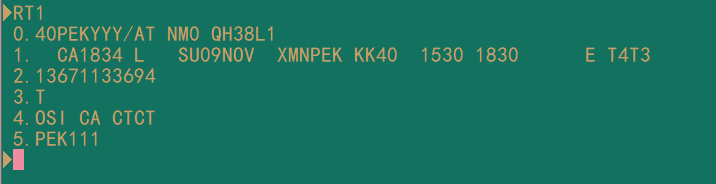 ▶RT1
0.40PEKYYY/AT NMO QH38L1
1. CA1834 L SU09NOV XMNPEK KK40 1530 1830 E T4T3
2.13671133694
3.T
4.OSI CA CTCT
5.PEK111
▶